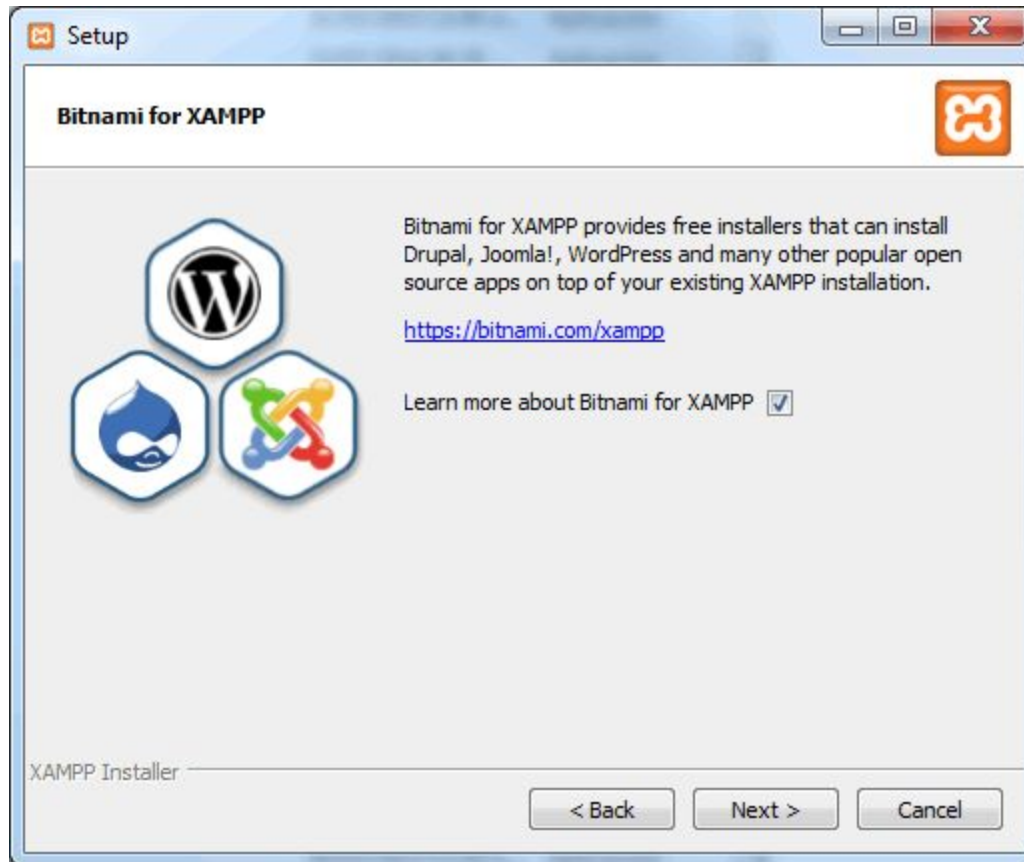 Setup
Bitnami for XAMPP
Bitnami for XAMPP provides free installers that can install
Drupal, Joomla!, WordPress and many other popular open
source apps on top of your existing XAMPP installation.
https://bitnami.com/xampp
Learn more about Bitnami for XAMPP
XAMPP Installer
< Back Next > Cancel